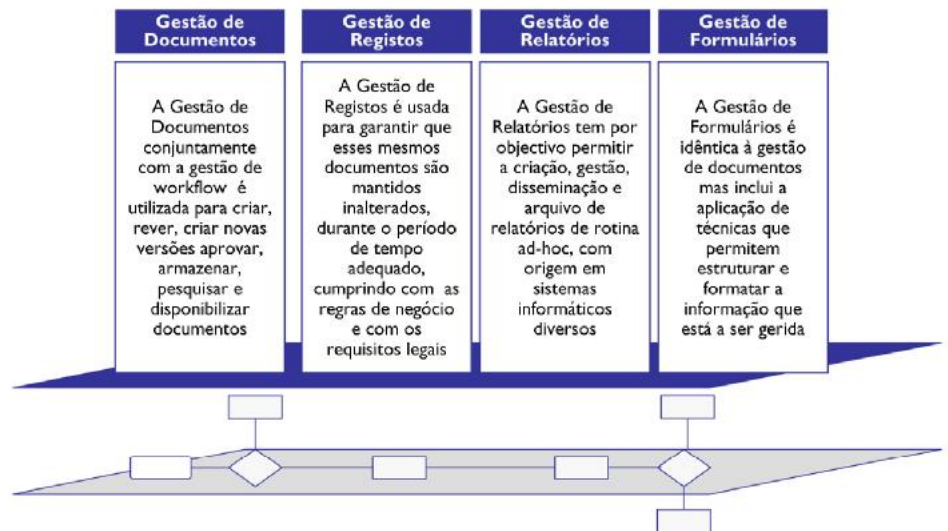 Gestão de
Documentos
A Gestão de
Documentos
conjuntamente
com a gestão de
workflow é
utilizada para criar,
rever, criar novas
versões aprovar,
armazenar,
pesquisar e
disponibilizar
documentos
Gestão de
Registos
A Gestão de
Registos é usada
para garantir que
esses mesmos
documentos são
mantidos
inalterados,
durante o período
de tempo
adequado,
cumprindo com as
regras de negócio
e com os
requisitos legais
Gestão de
Relatórios
A Gestão de
Relatórios tem por
objectivo permitir
a criação, gestão,
disseminação e
arquivo de
relatórios de rotina
ad-hoc, com
origem em
sistemas
informáticos
diversos
Gestão de
Formulários
A Gestão de
Formulários é
idêntica à gestão
de documentos
mas inclui a
aplicação de
técnicas que
permitem
estruturar e
formatar a
informação que
está a ser gerida